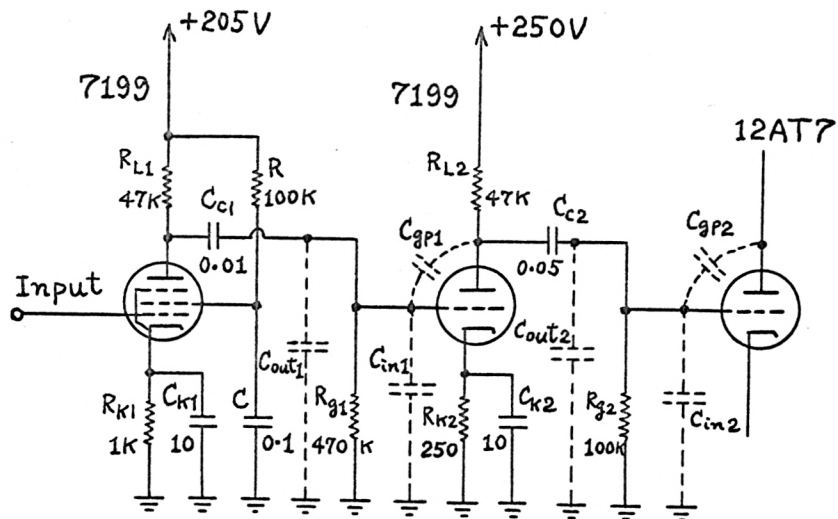 +205V
+250V
7199
7199
12AT7
RL1
47K
R
100K
RL2
47K
Cc1
0.01
Cgp1
Cc2
0.05
Cgp2
Input
Cout1
Cin1
Cout2
Cin2
RK1
1K
CK1
10
C
0.1
Rg1
470 K
RK2
250
CK2
10
Rg2
100K